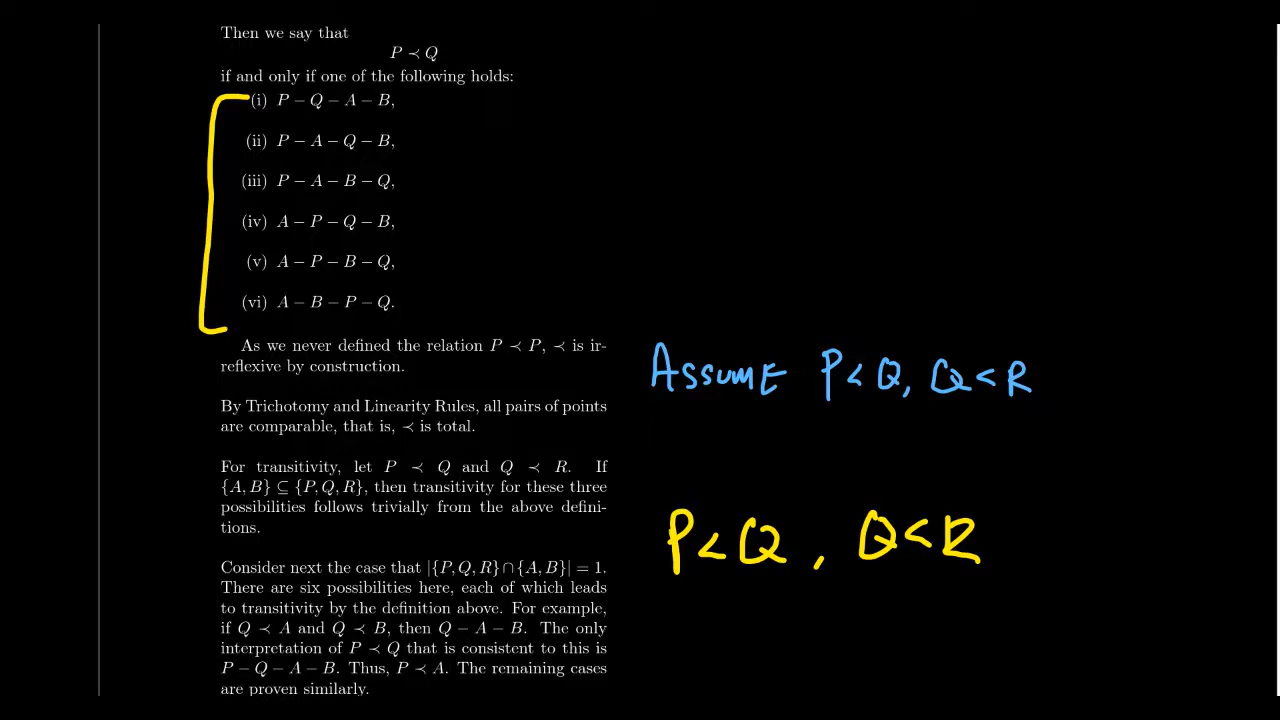 Then we say that
P ≺ Q
if and only if one of the following holds:
(i) P − Q − A − B,
(ii) P − A − Q − B,
(iii) P − A − B − Q,
(iv) A − P − Q − B,
(v) A − P − B − Q,
(vi) A − B − P − Q.
As we never defined the relation P ≺ P, ≺ is ir-
reflexive by construction.
By Trichotomy and Linearity Rules, all pairs of points
are comparable, that is, ≺ is total.
For transitivity, let P ≺ Q and Q ≺ R. If
{A, B} ⊆ {P, Q, R}, then transitivity for these three
possibilities follows trivially from the above defini-
tions.
Consider next the case that |{P, Q, R} ∩ {A, B}| = 1.
There are six possibilities here, each of which leads
to transitivity by the definition above. For example,
if Q ≺ A and Q ≺ B, then Q − A − B. The only
interpretation of P ≺ Q that is consistent to this is
P − Q − A − B. Thus, P ≺ A. The remaining cases
are proven similarly.
ASSUME P < Q, Q < R
P < Q , Q < R